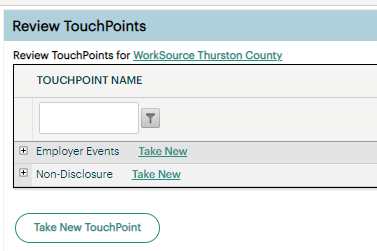 Review TouchPoints
Review TouchPoints for WorkSource Thurston County
TOUCHPOINT NAME
Employer Events Take New
Non-Disclosure Take New
Take New TouchPoint